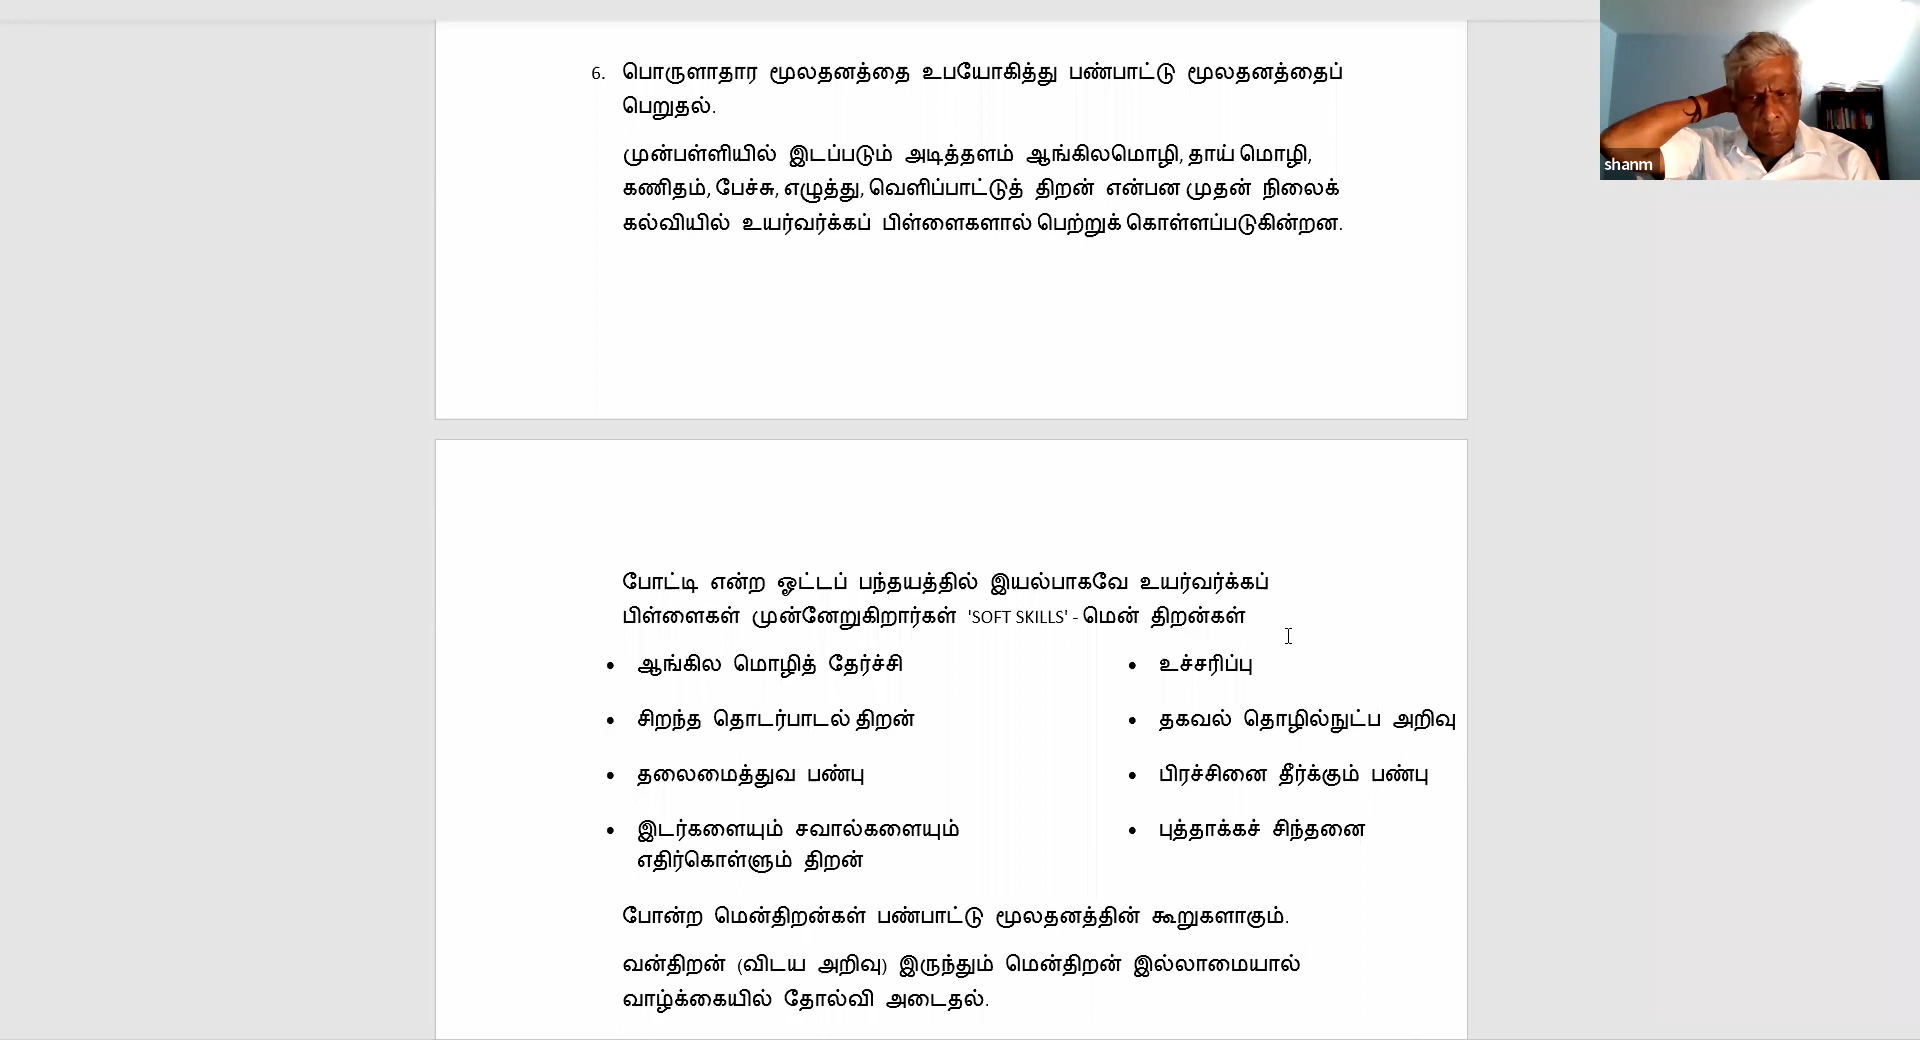 6. பொருளாதார மூலதனத்தை உபயோகித்து பண்பாட்டு மூலதனத்தைப்
பெறுதல்.
முன்பள்ளியில் இடப்படும் அடித்தளம் ஆங்கிலமொழி, தாய் மொழி,
கணிதம், பேச்சு, எழுத்து, வெளிப்பாட்டுத் திறன் என்பன முதன் நிலைக்
கல்வியில் உயர்வர்க்கப் பிள்ளைகளால் பெற்றுக் கொள்ளப்படுகின்றன.
shanm
போட்டி என்ற ஓட்டப் பந்தயத்தில் இயல்பாகவே உயர்வர்க்கப்
பிள்ளைகள் முன்னேறுகிறார்கள் 'SOFT SKILLS' - மென் திறன்கள்
• ஆங்கில மொழித் தேர்ச்சி
• சிறந்த தொடர்பாடல் திறன்
• தலைமைத்துவ பண்பு
• இடர்களையும் சவால்களையும்
எதிர்கொள்ளும் திறன்
• உச்சரிப்பு
• தகவல் தொழில்நுட்ப அறிவு
• பிரச்சினை தீர்க்கும் பண்பு
• புத்தாக்கச் சிந்தனை
போன்ற மென்திறன்கள் பண்பாட்டு மூலதனத்தின் கூறுகளாகும்.
வன்திறன் (விடய அறிவு) இருந்தும் மென்திறன் இல்லாமையால்
வாழ்க்கையில் தோல்வி அடைதல்.